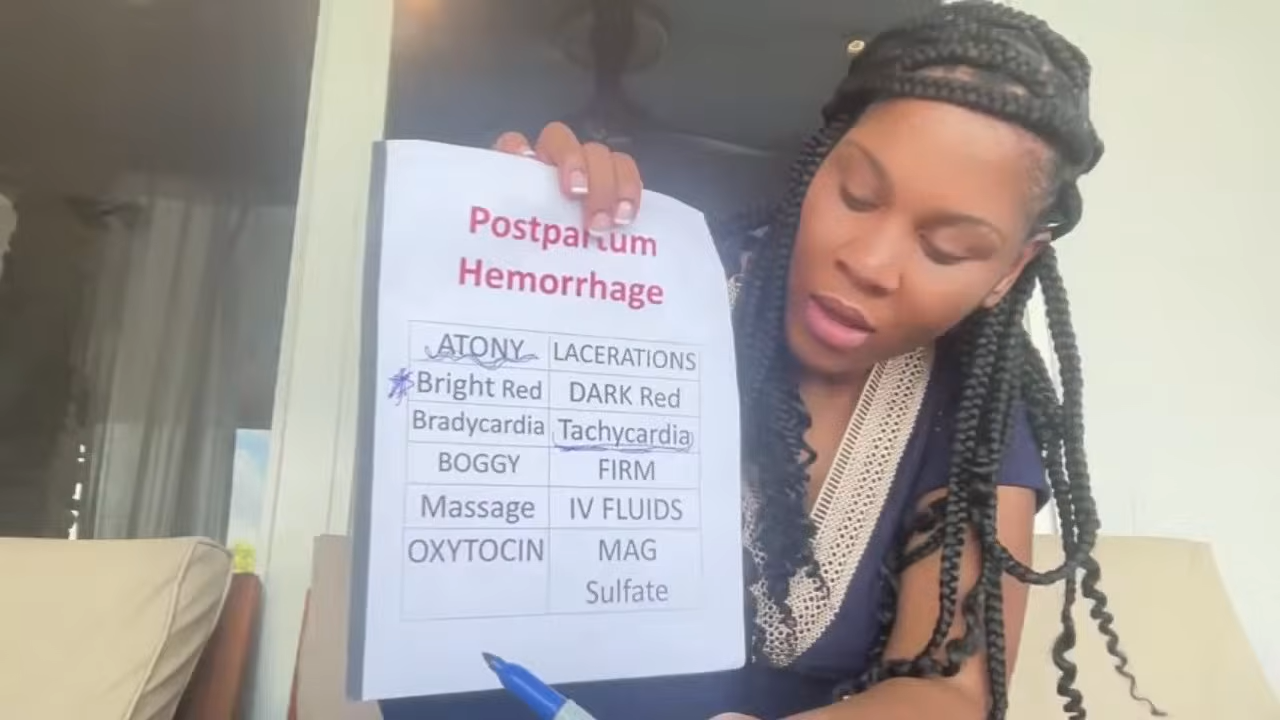 Postpartum
Hemorrhage
ATONY LACERATIONS
Bright Red DARK Red
Bradycardia Tachycardia
BOGGY FIRM
Massage IV FLUIDS
OXYTOCIN MAG
Sulfate